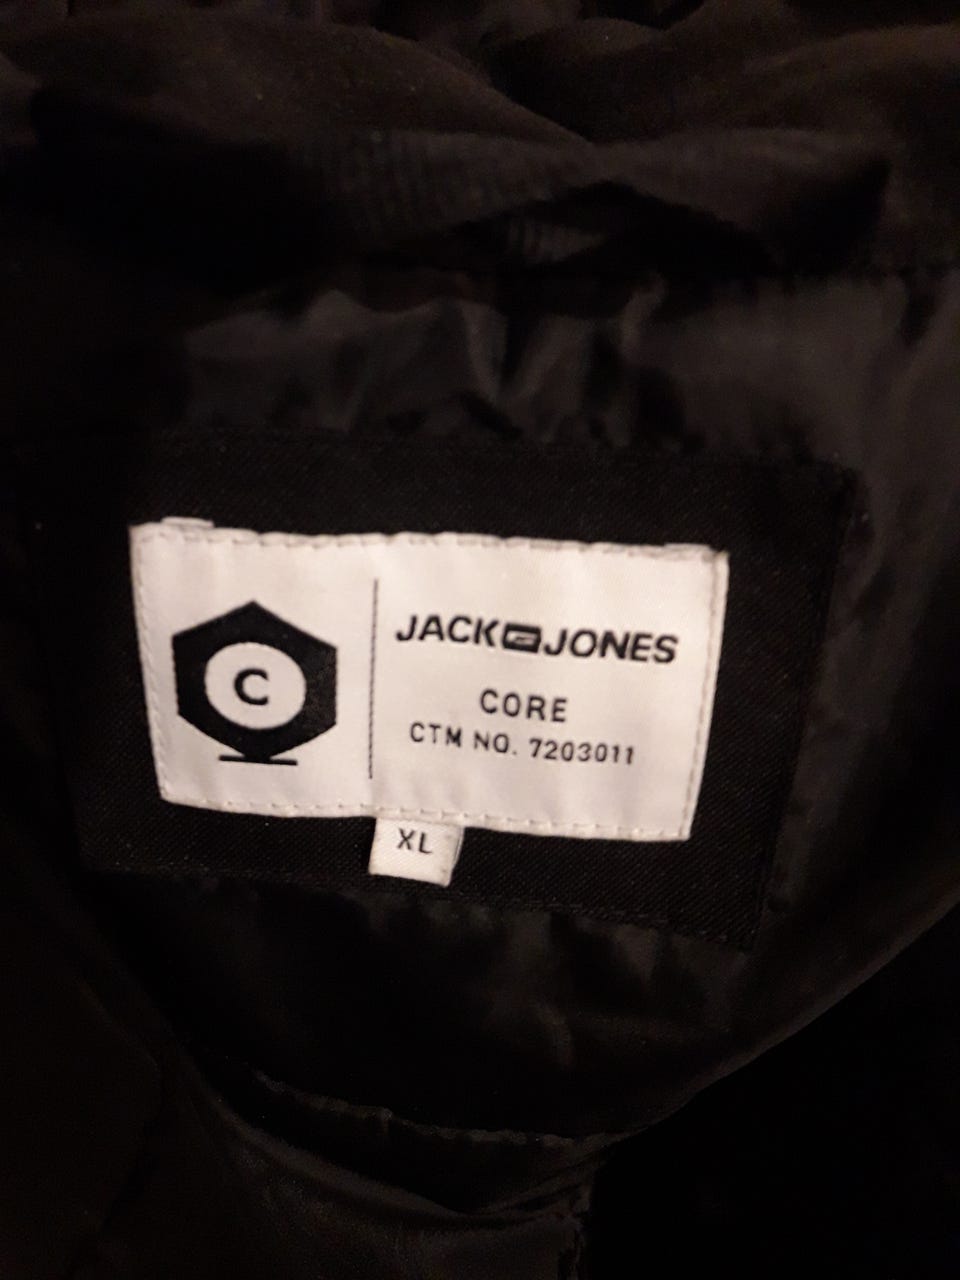 C
JACK JONES
CORE
CTM NO. 7203011
XL